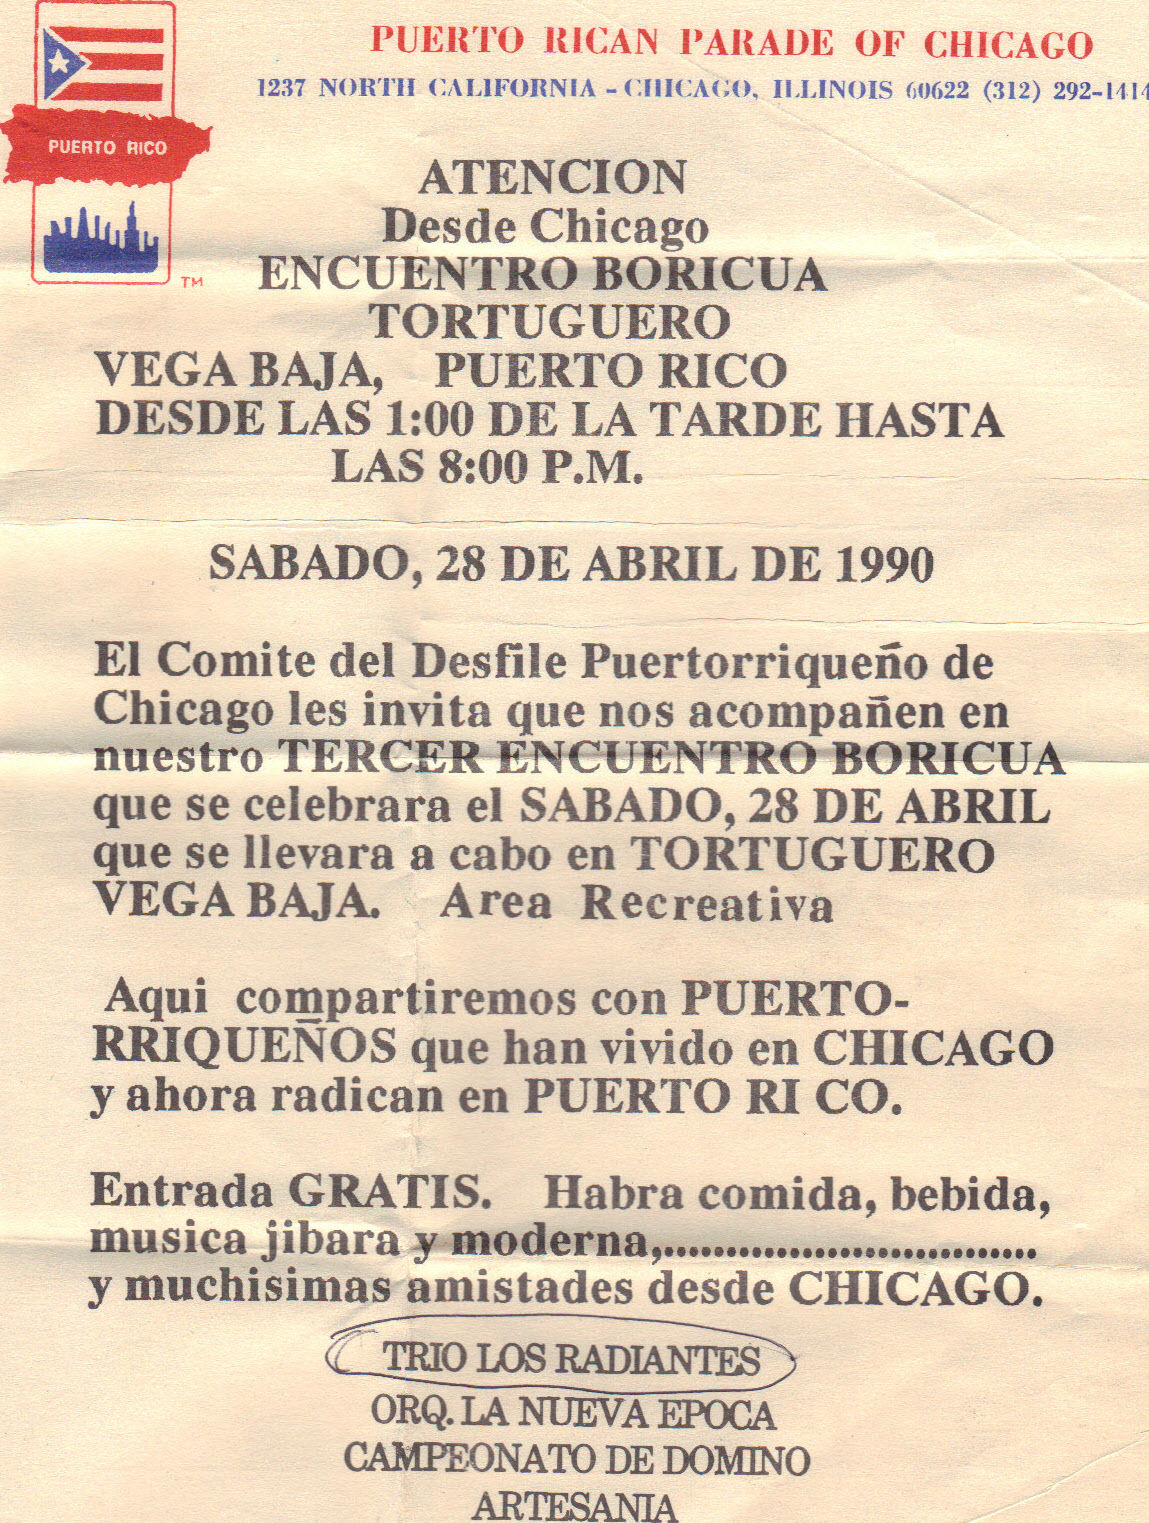 PUERTO RICAN PARADE OF CHICAGO
1237 NORTH CALIFORNIA - CHICAGO, ILLINOIS 60622 (312) 292-1414
PUERTO RICO
TM
ATENCION
Desde Chicago
ENCUENTRO BORICUA
TORTUGUERO
VEGA BAJA, PUERTO RICO
DESDE LAS 1:00 DE LA TARDE HASTA
LAS 8:00 P.M.
SABADO, 28 DE ABRIL DE 1990
El Comite del Desfile Puertorriqueño de
Chicago les invita que nos acompañen en
nuestro TERCER ENCUENTRO BORICUA
que se celebrara el SABADO, 28 DE ABRIL
que se llevara a cabo en TORTUGUERO
VEGA BAJA. Area Recreativa
Aqui compartiremos con PUERTO-
RRIQUEÑOS que han vivido en CHICAGO
y ahora radican en PUERTO RI CO.
Entrada GRATIS. Habra comida, bebida,
musica jibara y moderna,..............................
y muchisimas amistades desde CHICAGO.
TRIO LOS RADIANTES
ORQ. LA NUEVA EPOCA
CAMPEONATO DE DOMINO
ARTESANIA